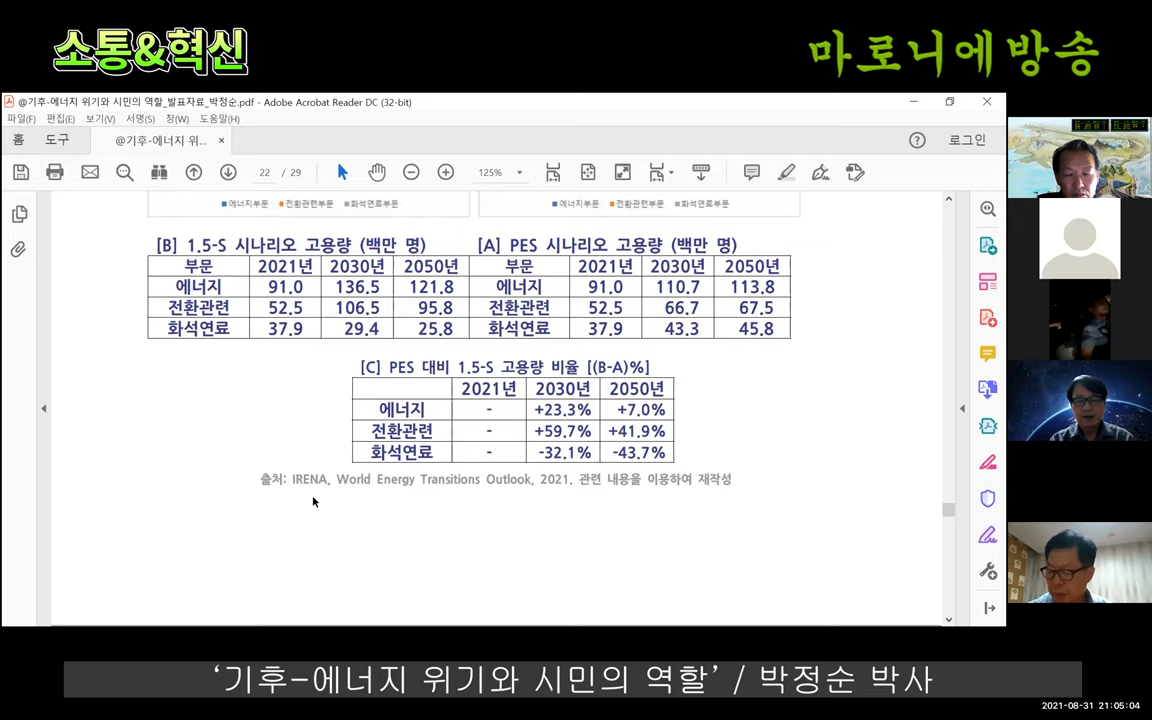 소통&혁신
마로니에방송
@기후-에너지 위기와 시민의 역할_발표자료_박정순.pdf - Adobe Acrobat Reader DC (32-bit)
파일(F) 편집(E) 보기(V) 서명(S) 창(W) 도움말(H)
홈 도구 @기후-에너지 위... × 로그인
22 / 29 125%
에너지부문 전환관련부문 화석연료부문 에너지부문 전환관련부문 화석연료부문
[B] 1.5-S 시나리오 고용량 (백만 명) [A] PES 시나리오 고용량 (백만 명)
부문 2021년 2030년 2050년 부문 2021년 2030년 2050년
에너지 91.0 136.5 121.8 에너지 91.0 110.7 113.8
전환관련 52.5 106.5 95.8 전환관련 52.5 66.7 67.5
화석연료 37.9 29.4 25.8 화석연료 37.9 43.3 45.8
[C] PES 대비 1.5-S 고용량 비율 [(B-A)%]
2021년 2030년 2050년
에너지 - +23.3% +7.0%
전환관련 - +59.7% +41.9%
화석연료 - -32.1% -43.7%
출처: IRENA, World Energy Transitions Outlook, 2021. 관련 내용을 이용하여 재작성
‘기후-에너지 위기와 시민의 역할’ / 박정순 박사
2021-08-31 21:05:04